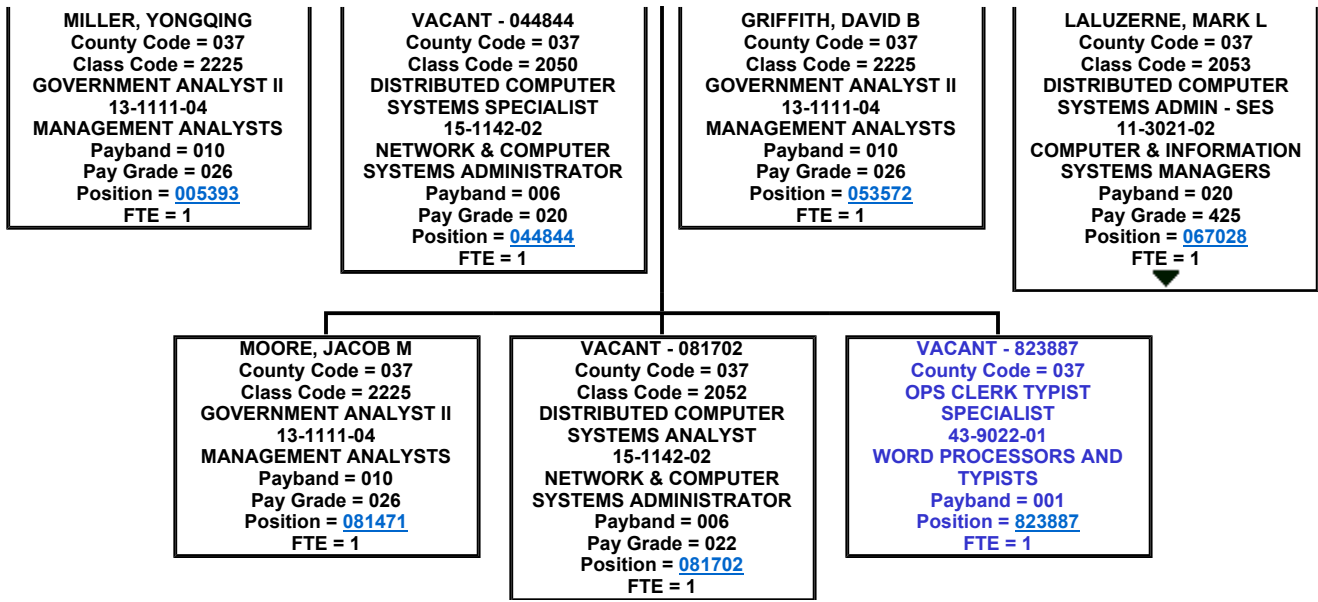 MILLER, YONGQING
County Code = 037
Class Code = 2225
GOVERNMENT ANALYST II
13-1111-04
MANAGEMENT ANALYSTS
Payband = 010
Pay Grade = 026
Position = 005393
FTE = 1
VACANT - 044844
County Code = 037
Class Code = 2050
DISTRIBUTED COMPUTER
SYSTEMS SPECIALIST
15-1142-02
NETWORK & COMPUTER
SYSTEMS ADMINISTRATOR
Payband = 006
Pay Grade = 020
Position = 044844
FTE = 1
GRIFFITH, DAVID B
County Code = 037
Class Code = 2225
GOVERNMENT ANALYST II
13-1111-04
MANAGEMENT ANALYSTS
Payband = 010
Pay Grade = 026
Position = 053572
FTE = 1
LALUZERNE, MARK L
County Code = 037
Class Code = 2053
DISTRIBUTED COMPUTER
SYSTEMS ADMIN - SES
11-3021-02
COMPUTER & INFORMATION
SYSTEMS MANAGERS
Payband = 020
Pay Grade = 425
Position = 067028
FTE = 1
MOORE, JACOB M
County Code = 037
Class Code = 2225
GOVERNMENT ANALYST II
13-1111-04
MANAGEMENT ANALYSTS
Payband = 010
Pay Grade = 026
Position = 081471
FTE = 1
VACANT - 081702
County Code = 037
Class Code = 2052
DISTRIBUTED COMPUTER
SYSTEMS ANALYST
15-1142-02
NETWORK & COMPUTER
SYSTEMS ADMINISTRATOR
Payband = 006
Pay Grade = 022
Position = 081702
FTE = 1
VACANT - 823887
County Code = 037
OPS CLERK TYPIST
SPECIALIST
43-9022-01
WORD PROCESSORS AND
TYPISTS
Payband = 001
Position = 823887
FTE = 1